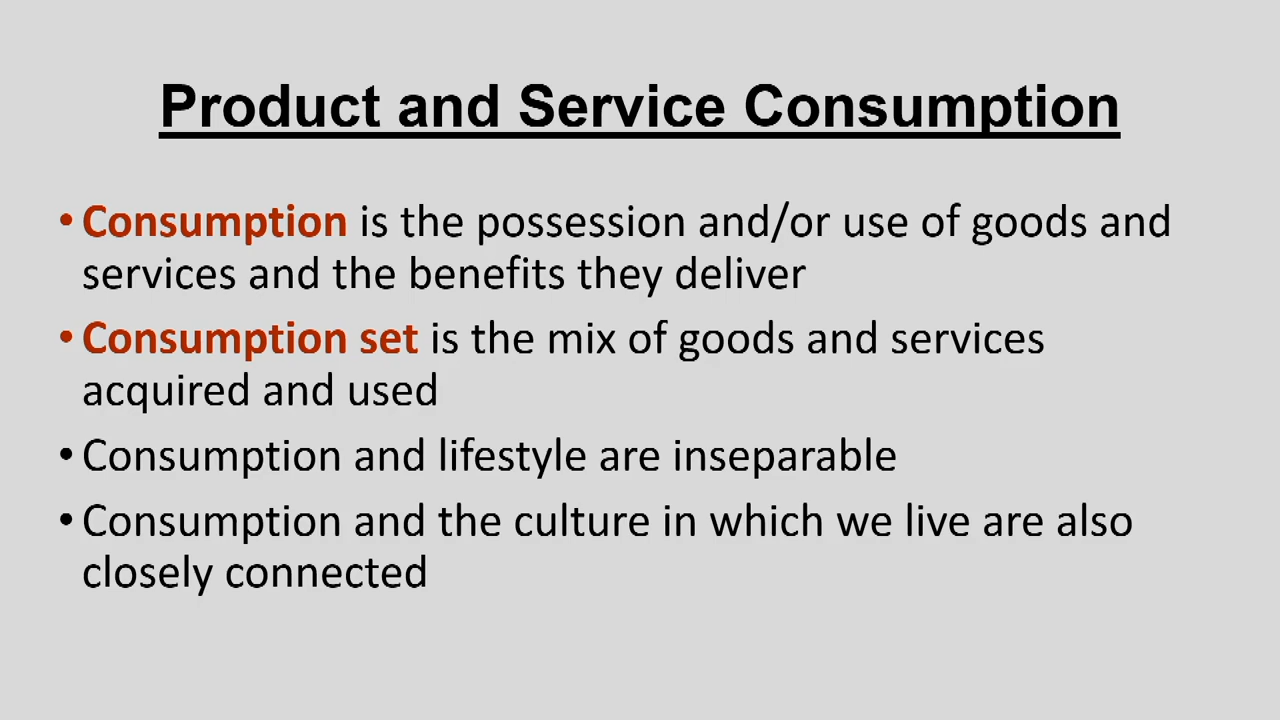 Product and Service Consumption
• Consumption is the possession and/or use of goods and
services and the benefits they deliver
• Consumption set is the mix of goods and services
acquired and used
• Consumption and lifestyle are inseparable
• Consumption and the culture in which we live are also
closely connected